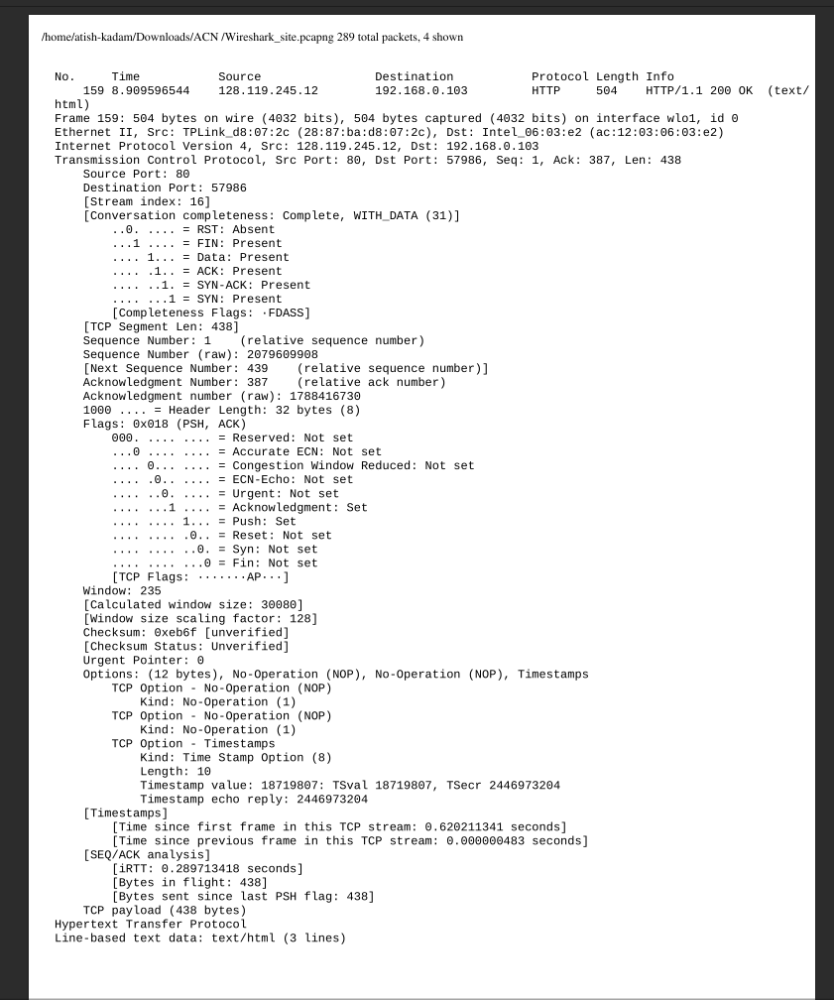 /home/atish-kadam/Downloads/ACN /Wireshark_site.pcapng 289 total packets, 4 shown
No. Time Source Destination Protocol Length Info
159 8.909596544 128.119.245.12 192.168.0.103 HTTP 504 HTTP/1.1 200 OK (text/
html)
Frame 159: 504 bytes on wire (4032 bits), 504 bytes captured (4032 bits) on interface wlo1, id 0
Ethernet II, Src: TPLink_d8:07:2c (28:87:ba:d8:07:2c), Dst: Intel_06:03:e2 (ac:12:03:06:03:e2)
Internet Protocol Version 4, Src: 128.119.245.12, Dst: 192.168.0.103
Transmission Control Protocol, Src Port: 80, Dst Port: 57986, Seq: 1, Ack: 387, Len: 438
Source Port: 80
Destination Port: 57986
[Stream index: 16]
[Conversation completeness: Complete, WITH_DATA (31)]
..0. .... = RST: Absent
...1 .... = FIN: Present
.... 1... = Data: Present
.... .1.. = ACK: Present
.... ..1. = SYN-ACK: Present
.... ...1 = SYN: Present
[Completeness Flags: ·FDASS]
[TCP Segment Len: 438]
Sequence Number: 1 (relative sequence number)
Sequence Number (raw): 2079609908
[Next Sequence Number: 439 (relative sequence number)]
Acknowledgment Number: 387 (relative ack number)
Acknowledgment number (raw): 1788416730
1000 .... = Header Length: 32 bytes (8)
Flags: 0x018 (PSH, ACK)
000. .... .... = Reserved: Not set
...0 .... .... = Accurate ECN: Not set
.... 0... .... = Congestion Window Reduced: Not set
.... .0.. .... = ECN-Echo: Not set
.... ..0. .... = Urgent: Not set
.... ...1 .... = Acknowledgment: Set
.... .... 1... = Push: Set
.... .... .0.. = Reset: Not set
.... .... ..0. = Syn: Not set
.... .... ...0 = Fin: Not set
[TCP Flags: ·······AP···]
Window: 235
[Calculated window size: 30080]
[Window size scaling factor: 128]
Checksum: 0xeb6f [unverified]
[Checksum Status: Unverified]
Urgent Pointer: 0
Options: (12 bytes), No-Operation (NOP), No-Operation (NOP), Timestamps
TCP Option - No-Operation (NOP)
Kind: No-Operation (1)
TCP Option - No-Operation (NOP)
Kind: No-Operation (1)
TCP Option - Timestamps
Kind: Time Stamp Option (8)
Length: 10
Timestamp value: 18719807: TSval 18719807, TSecr 2446973204
Timestamp echo reply: 2446973204
[Timestamps]
[Time since first frame in this TCP stream: 0.620211341 seconds]
[Time since previous frame in this TCP stream: 0.000000483 seconds]
[SEQ/ACK analysis]
[iRTT: 0.289713418 seconds]
[Bytes in flight: 438]
[Bytes sent since last PSH flag: 438]
TCP payload (438 bytes)
Hypertext Transfer Protocol
Line-based text data: text/html (3 lines)